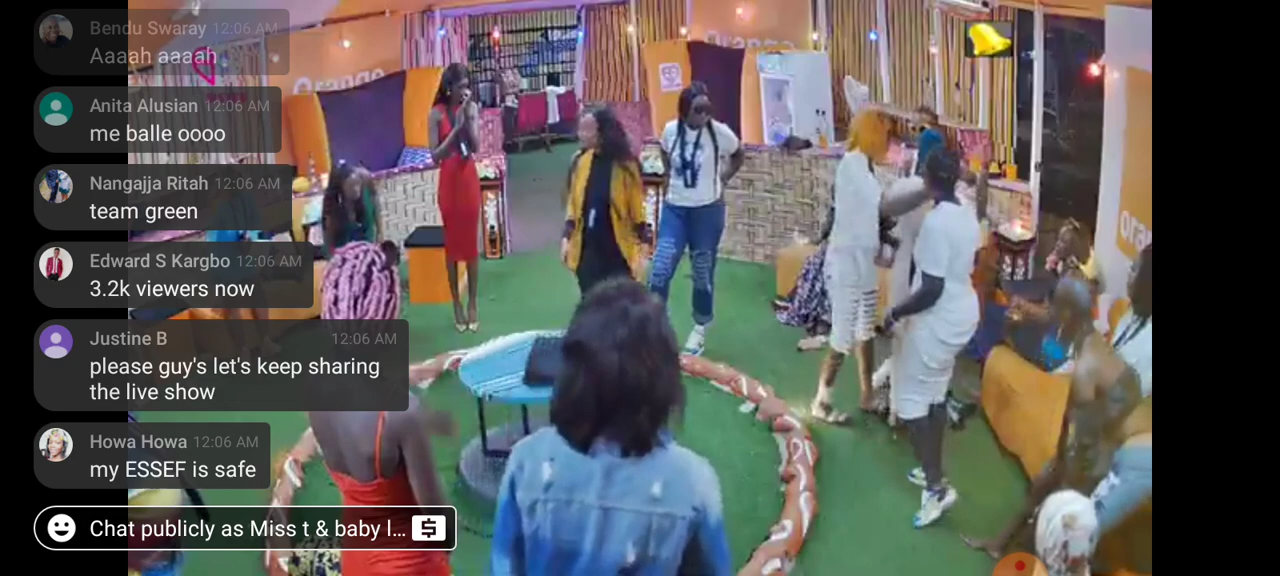 Bendu Swaray 12:06 AM
Aaaah aaaah
Anita Alusian 12:06 AM
me balle oooo
Nangajja Ritah 12:06 AM
team green
Edward S Kargbo 12:06 AM
3.2k viewers now
Justine B 12:06 AM
please guy's let's keep sharing
the live show
Howa Howa 12:06 AM
my ESSEF is safe
Chat publicly as Miss t & baby l...
$
Orange
Orange
orange